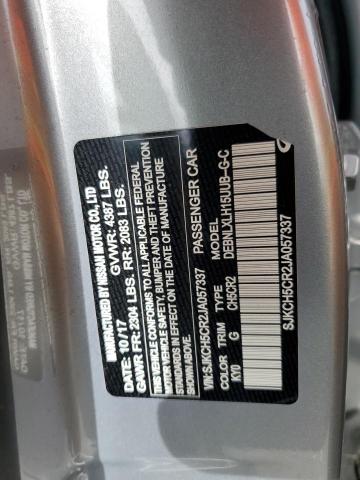 MANUFACTURED BY NISSAN MOTOR CO., LTD
DATE: 10/17 GVWR: 4387 LBS.
GAWR FR: 2304 LBS. RR: 2083 LBS.
THIS VEHICLE CONFORMS TO ALL APPLICABLE FEDERAL
MOTOR VEHICLE SAFETY, BUMPER AND THEFT PREVENTION
STANDARDS IN EFFECT ON THE DATE OF MANUFACTURE
SHOWN ABOVE.
VIN:SJKCH5CR2JA057337 PASSENGER CAR
COLOR TRIM TYPE MODEL
KY0 G CH5CR2 DEBNLXLH15UUB-G-C
SJKCH5CR2JA057337